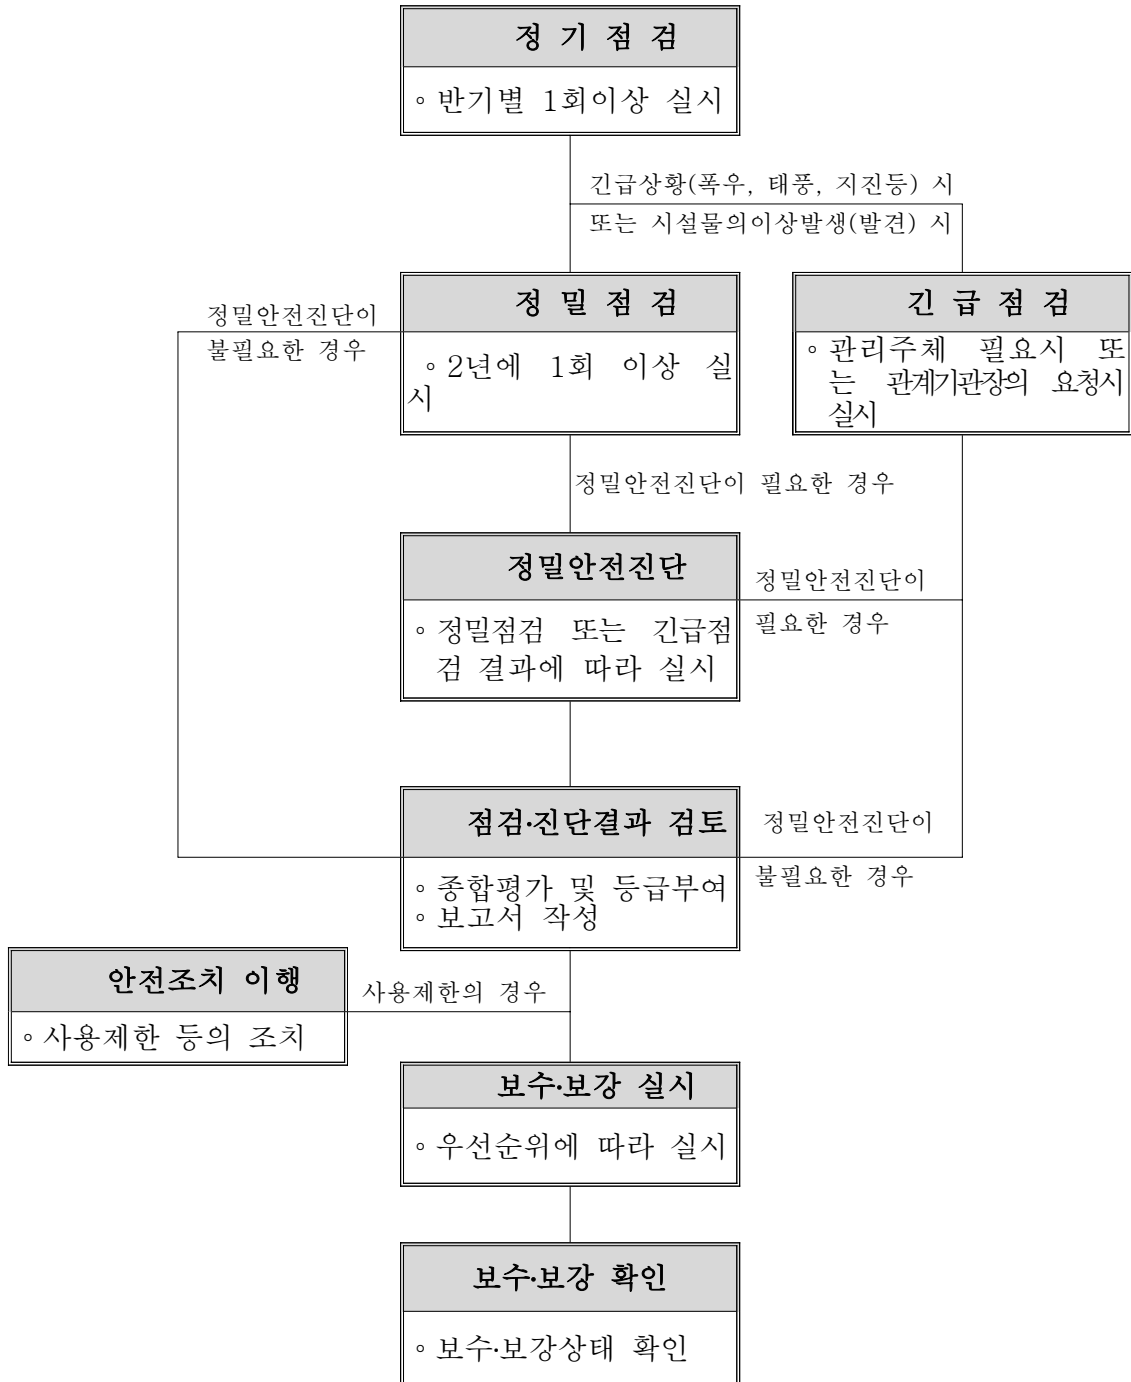 정 기 점 검
◦ 반기별 1회이상 실시
긴급상황(폭우, 태풍, 지진등) 시
또는 시설물의이상발생(발견) 시
정밀안전진단이
불필요한 경우
정 밀 점 검
◦ 2년에 1회 이상 실
시
긴 급 점 검
◦ 관리주체 필요시 또
는 관계기관장의 요청시
실시
정밀안전진단이 필요한 경우
정밀안전진단
◦ 정밀점검 또는 긴급점
검 결과에 따라 실시
정밀안전진단이
필요한 경우
점검·진단결과 검토
◦ 종합평가 및 등급부여
◦ 보고서 작성
정밀안전진단이
불필요한 경우
안전조치 이행
◦ 사용제한 등의 조치
사용제한의 경우
보수·보강 실시
◦ 우선순위에 따라 실시
보수·보강 확인
◦ 보수·보강상태 확인